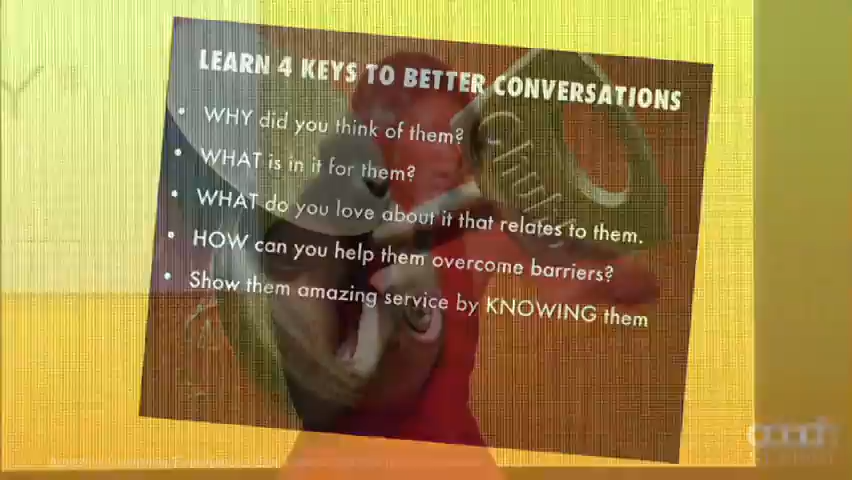 LEARN 4 KEYS TO BETTER CONVERSATIONS
• WHY did you think of them?
• WHAT is in it for them?
• WHAT do you love about it that relates to them.
• HOW can you help them overcome barriers?
• Show them amazing service by KNOWING them
Chubb
coach